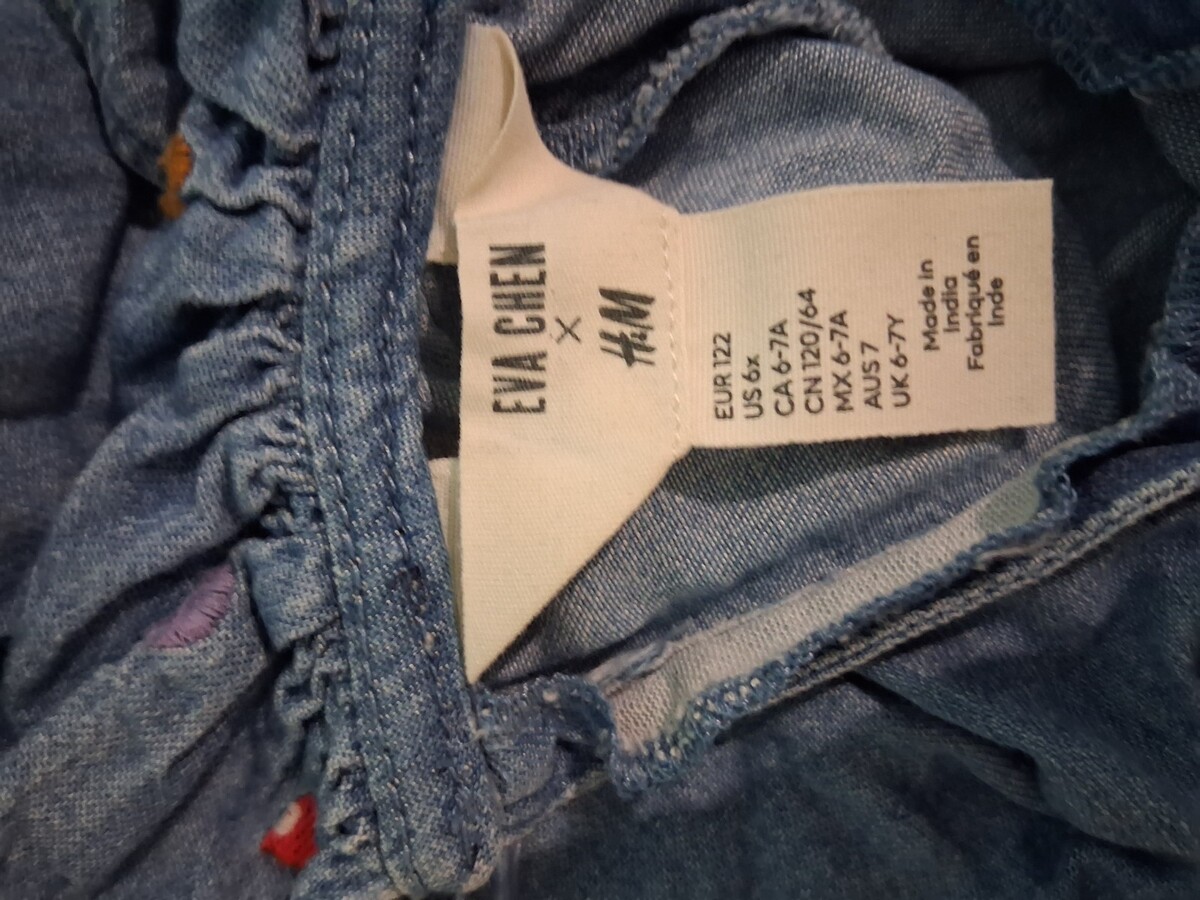 EVA CHEN
×
H&M
EUR 122
US 6x
CA 6-7A
CN 120/64
MX 6-7A
AUS 7
UK 6-7Y
Made in
India
Fabriqué en
Inde